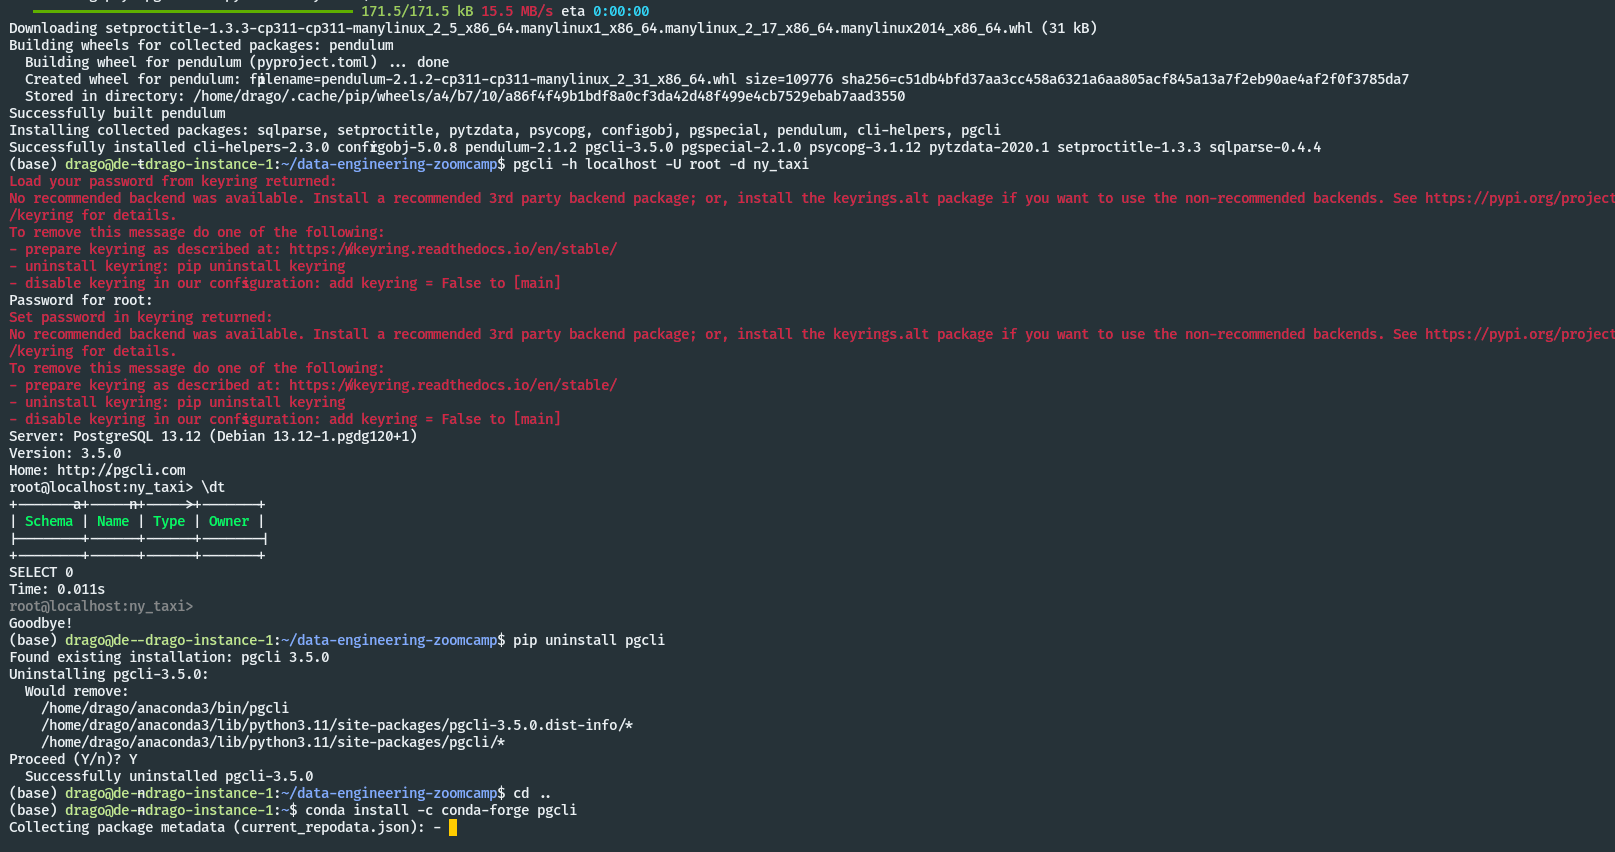 171.5/171.5 kB 15.5 MB/s eta 0:00:00
Downloading setproctitle-1.3.3-cp311-cp311-manylinux_2_5_x86_64.manylinux1_x86_64.manylinux_2_17_x86_64.manylinux2014_x86_64.whl (31 kB)
Building wheels for collected packages: pendulum
  Building wheel for pendulum (pyproject.toml) ... done
  Created wheel for pendulum: filename=pendulum-2.1.2-cp311-cp311-manylinux_2_31_x86_64.whl size=109776 sha256=c51db4bfd37aa3cc458a6321a6aa805acf845a13a7f2eb90ae4af2f0f3785da7
  Stored in directory: /home/drago/.cache/pip/wheels/a4/b7/10/a86f4f49b1bdf8a0cf3da42d48f499e4cb7529ebab7aad3550
Successfully built pendulum
Installing collected packages: sqlparse, setproctitle, pytzdata, psycopg, configobj, pgspecial, pendulum, cli-helpers, pgcli
Successfully installed cli-helpers-2.3.0 configobj-5.0.8 pendulum-2.1.2 pgcli-3.5.0 pgspecial-2.1.0 psycopg-3.1.12 pytzdata-2020.1 setproctitle-1.3.3 sqlparse-0.4.4
(base) drago@de--drago-instance-1:~/data-engineering-zoomcamp$ pgcli -h localhost -U root -d ny_taxi
Load your password from keyring returned:
No recommended backend was available. Install a recommended 3rd party backend package; or, install the keyrings.alt package if you want to use the non-recommended backends. See https://pypi.org/project
/keyring for details.
To remove this message do one of the following:
- prepare keyring as described at: https://keyring.readthedocs.io/en/stable/
- uninstall keyring: pip uninstall keyring
- disable keyring in our configuration: add keyring = False to [main]
Password for root:
Set password in keyring returned:
No recommended backend was available. Install a recommended 3rd party backend package; or, install the keyrings.alt package if you want to use the non-recommended backends. See https://pypi.org/project
/keyring for details.
To remove this message do one of the following:
- prepare keyring as described at: https://keyring.readthedocs.io/en/stable/
- uninstall keyring: pip uninstall keyring
- disable keyring in our configuration: add keyring = False to [main]
Server: PostgreSQL 13.12 (Debian 13.12-1.pgdg120+1)
Version: 3.5.0
Home: http://pgcli.com
root@localhost:ny_taxi> \dt
+--------+------+------+-------+
| Schema | Name | Type | Owner |
|--------+------+------+-------|
+--------+------+------+-------+
SELECT 0
Time: 0.011s
root@localhost:ny_taxi>
Goodbye!
(base) drago@de--drago-instance-1:~/data-engineering-zoomcamp$ pip uninstall pgcli
Found existing installation: pgcli 3.5.0
Uninstalling pgcli-3.5.0:
  Would remove:
    /home/drago/anaconda3/bin/pgcli
    /home/drago/anaconda3/lib/python3.11/site-packages/pgcli-3.5.0.dist-info/*
    /home/drago/anaconda3/lib/python3.11/site-packages/pgcli/*
Proceed (Y/n)? Y
  Successfully uninstalled pgcli-3.5.0
(base) drago@de--drago-instance-1:~/data-engineering-zoomcamp$ cd ..
(base) drago@de--drago-instance-1:~$ conda install -c conda-forge pgcli
Collecting package metadata (current_repodata.json): -